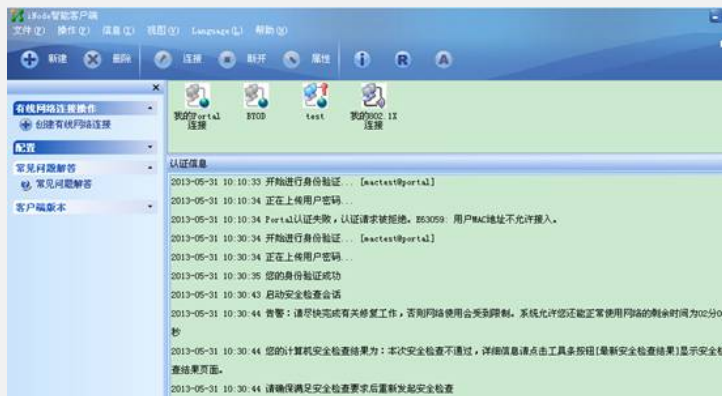 iNode智能客户端
文件(F) 操作(O) 信息(I) 视图(V) Language(L) 帮助(H)
新建 删除 连接 断开 属性 i R A
有线网络连接操作
创建有线网络连接
配置
常见问题解答
常见问题解答
客户端版本
我的Portal连接
BTOD
test
我的802.1X连接
认证信息
2013-05-31 10:10:33 开始进行身份验证... [mactest@portal]
2013-05-31 10:10:34 正在上传用户密码...
2013-05-31 10:10:34 Portal认证失败，认证请求被拒绝。E63059: 用户MAC地址不允许接入。
2013-05-31 10:30:34 开始进行身份验证... [mactest@portal]
2013-05-31 10:30:34 正在上传用户密码...
2013-05-31 10:30:35 您的身份验证成功
2013-05-31 10:30:43 启动安全检查会话
2013-05-31 10:30:44 告警：请尽快完成有关修复工作，否则网络使用会受到限制。系统允许您还能正常使用网络的剩余时间为02分0
秒
2013-05-31 10:30:44 您的计算机安全检查结果为：本次安全检查不通过，详细信息请点击工具条按钮[最新安全检查结果]显示安全检
查结果页面。
2013-05-31 10:30:44 请确保满足安全检查要求后重新发起安全检查